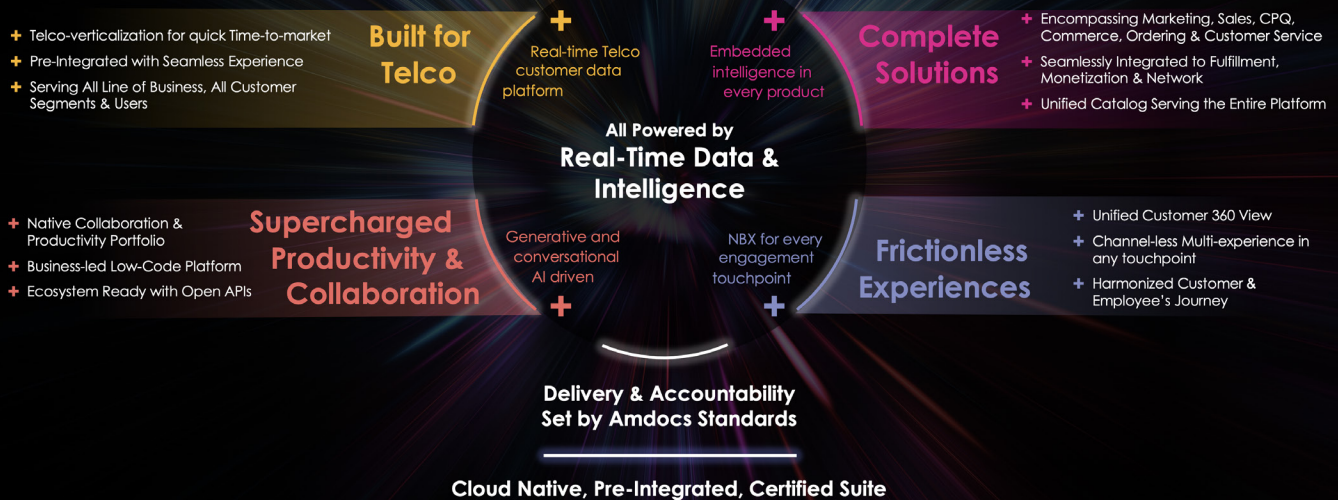 + Telco-verticalization for quick Time-to-market
+ Pre-Integrated with Seamless Experience
+ Serving All Line of Business, All Customer
Segments & Users
Built for
Telco
+
Real-time Telco
customer data
platform
+
Embedded
intelligence in
every product
Complete
Solutions
+ Encompassing Marketing, Sales, CPQ,
Commerce, Ordering & Customer Service
+ Seamlessly Integrated to Fulfillment,
Monetization & Network
+ Unified Catalog Serving the Entire Platform
All Powered by
Real-Time Data &
Intelligence
+ Native Collaboration &
Productivity Portfolio
+ Business-led Low-Code Platform
+ Ecosystem Ready with Open APIs
Supercharged
Productivity &
Collaboration
Generative and
conversational
AI driven
+
NBX for every
engagement
touchpoint
+
Frictionless
Experiences
+ Unified Customer 360 View
+ Channel-less Multi-experience in
any touchpoint
+ Harmonized Customer &
Employee’s Journey
Delivery & Accountability
Set by Amdocs Standards
Cloud Native, Pre-Integrated, Certified Suite